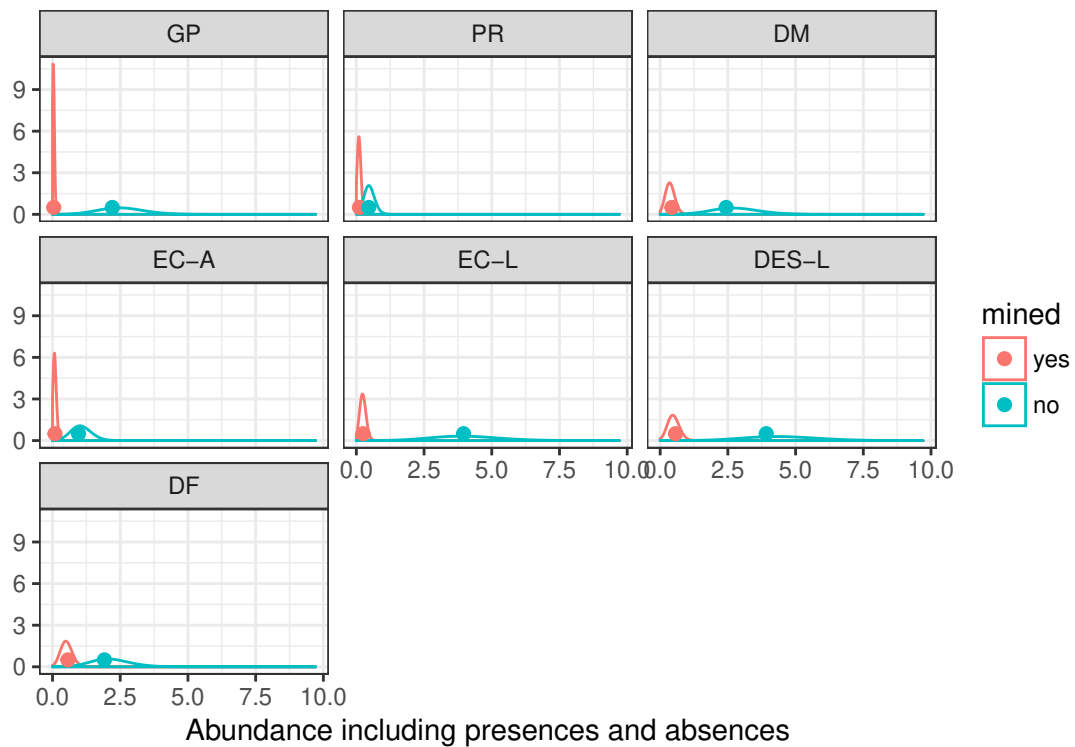 GP PR DM
9
6
3
0
EC−A EC−L DES−L
9
6
3
0
0.0 2.5 5.0 7.5 10.0 0.0 2.5 5.0 7.5 10.0
DF
9
6
3
0
0.0 2.5 5.0 7.5 10.0
Abundance including presences and absences
mined
yes
no